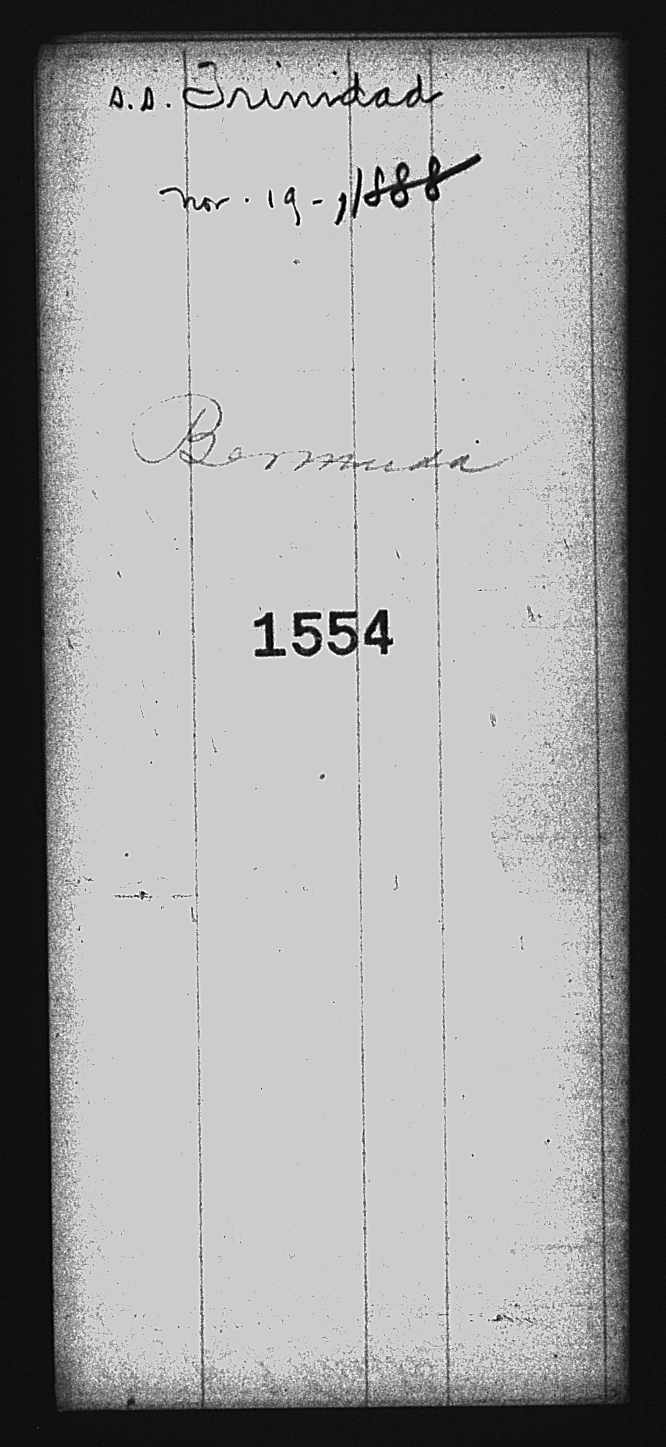 S.S. Trinidad
Nov. 19-, 1888
Bermuda
1554